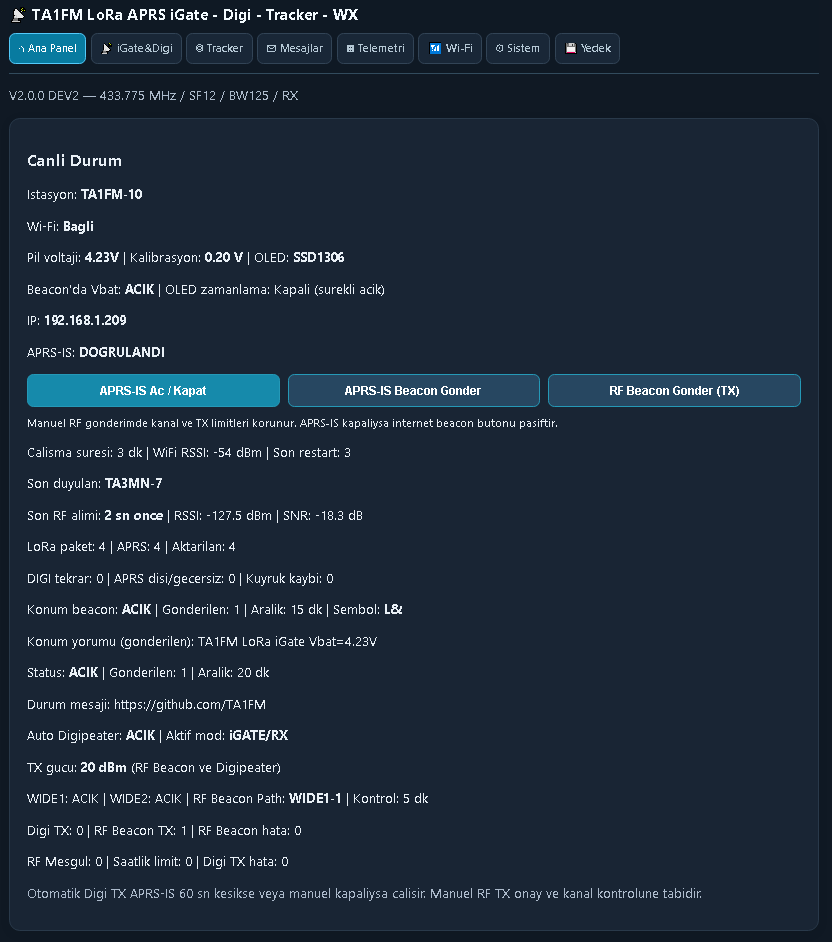 TA1FM LoRa APRS iGate - Digi - Tracker - WX
Ana Panel iGate&Digi Tracker Mesajlar Telemetri Wi-Fi Sistem Yedek
V2.0.0 DEV2 — 433.775 MHz / SF12 / BW125 / RX
Canli Durum
Istasyon: TA1FM-10
Wi-Fi: Bagli
Pil voltaji: 4.23V | Kalibrasyon: 0.20 V | OLED: SSD1306
Beacon'da Vbat: ACIK | OLED zamanlama: Kapali (surekli acik)
IP: 192.168.1.209
APRS-IS: DOGRULANDI
APRS-IS Ac / Kapat APRS-IS Beacon Gonder RF Beacon Gonder (TX)
Manuel RF gonderimde kanal ve TX limitleri korunur. APRS-IS kapaliysa internet beacon butonu pasiftir.
Calisma suresi: 3 dk | WiFi RSSI: -54 dBm | Son restart: 3
Son duyulan: TA3MN-7
Son RF alimi: 2 sn once | RSSI: -127.5 dBm | SNR: -18.3 dB
LoRa paket: 4 | APRS: 4 | Aktarilan: 4
DIGI tekrar: 0 | APRS disi/gecersiz: 0 | Kuyruk kaybi: 0
Konum beacon: ACIK | Gonderilen: 1 | Aralik: 15 dk | Sembol: L&
Konum yorumu (gonderilen): TA1FM LoRa iGate Vbat=4.23V
Status: ACIK | Gonderilen: 1 | Aralik: 20 dk
Durum mesaji: https://github.com/TA1FM
Auto Digipeater: ACIK | Aktif mod: iGATE/RX
TX gucu: 20 dBm (RF Beacon ve Digipeater)
WIDE1: ACIK | WIDE2: ACIK | RF Beacon Path: WIDE1-1 | Kontrol: 5 dk
Digi TX: 0 | RF Beacon TX: 1 | RF Beacon hata: 0
RF Mesgul: 0 | Saatlik limit: 0 | Digi TX hata: 0
Otomatik Digi TX APRS-IS 60 sn kesikse veya manuel kapaliysa calisir. Manuel RF TX onay ve kanal kontrolune tabidir.